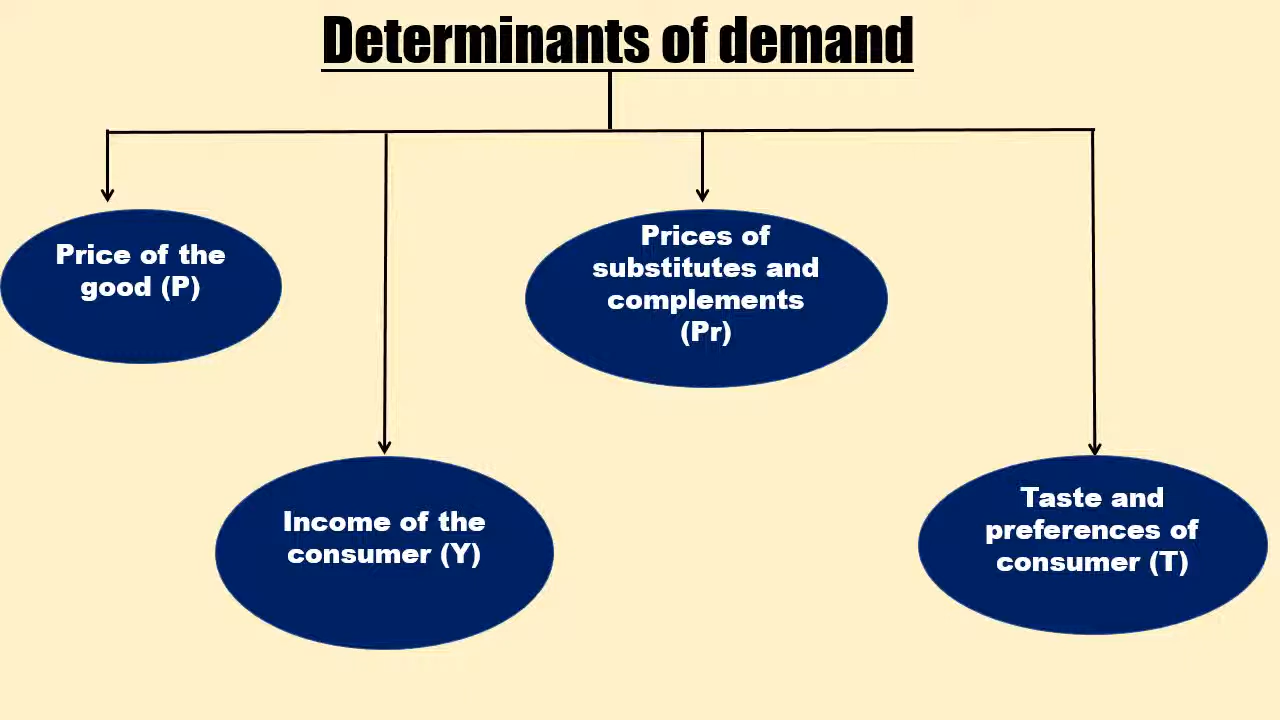 Determinants of demand
Price of the
good (P)
Prices of
substitutes and
complements
(Pr)
Income of the
consumer (Y)
Taste and
preferences of
consumer (T)